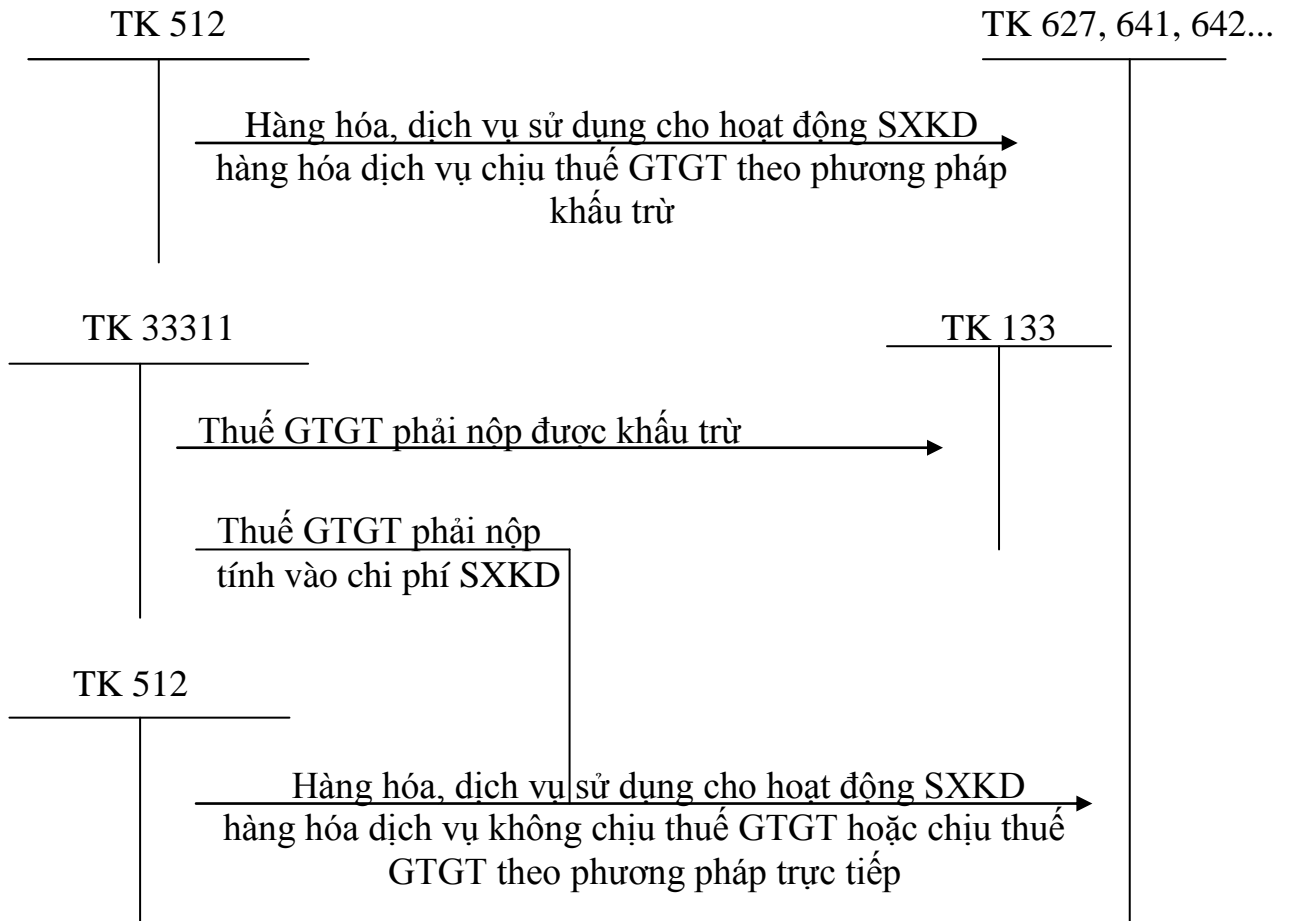 TK 512
TK 627, 641, 642...
Hàng hóa, dịch vụ sử dụng cho hoạt động SXKD
hàng hóa dịch vụ chịu thuế GTGT theo phương pháp
khấu trừ
TK 33311
TK 133
Thuế GTGT phải nộp được khấu trừ
Thuế GTGT phải nộp
tính vào chi phí SXKD
TK 512
Hàng hóa, dịch vụ sử dụng cho hoạt động SXKD
hàng hóa dịch vụ không chịu thuế GTGT hoặc chịu thuế
GTGT theo phương pháp trực tiếp